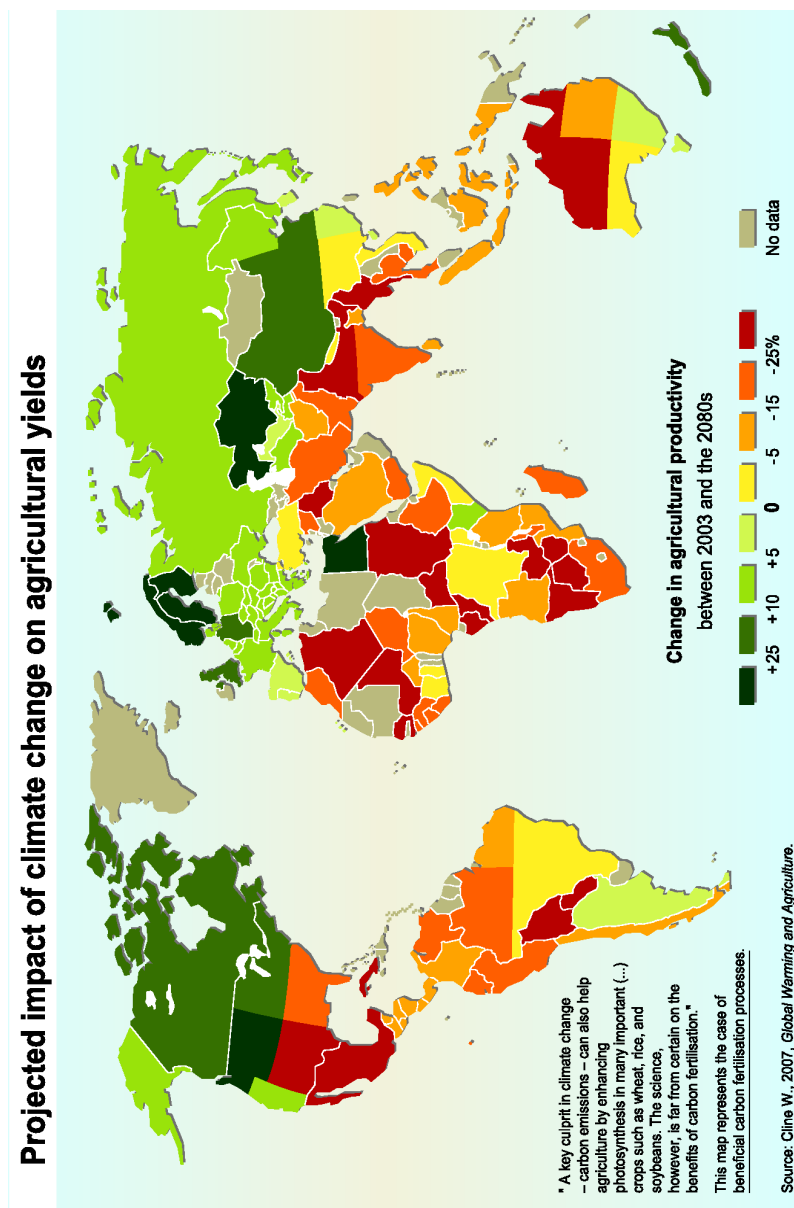 Projected impact of climate change on agricultural yields
" A key culprit in climate change
– carbon emissions – can also help
agriculture by enhancing
photosynthesis in many important (...)
crops such as wheat, rice, and
soybeans. The science,
however, is far from certain on the
benefits of carbon fertilisation."
This map represents the case of
beneficial carbon fertilisation processes.
Source: Cline W., 2007, Global Warming and Agriculture.
Change in agricultural productivity
between 2003 and the 2080s
+25 +10 +5 0 -5 -15 -25% No data